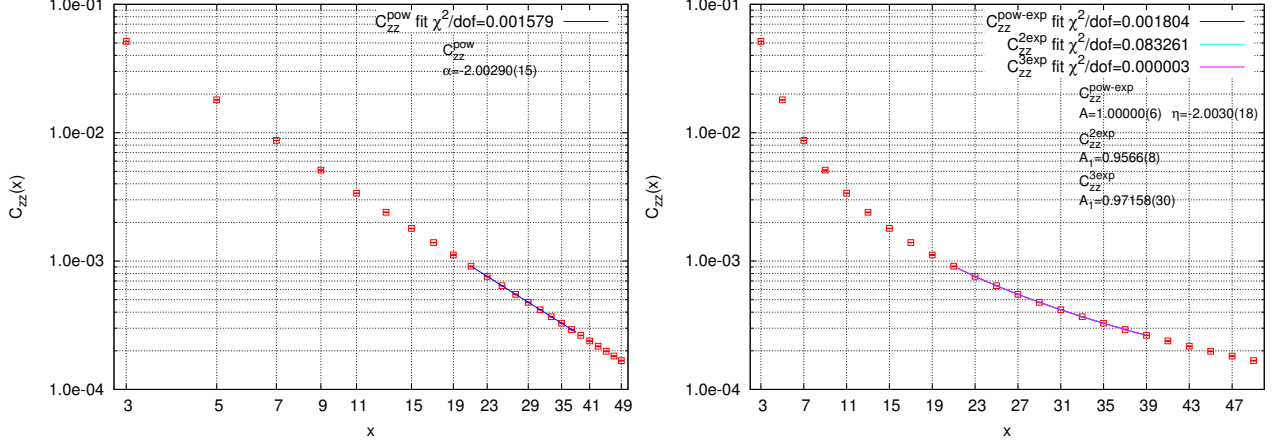 C_zz^pow fit χ²/dof=0.001579
C_zz^pow
α=-2.00290(15)
1.0e-01
1.0e-02
1.0e-03
1.0e-04
C_zz(x)
3 5 7 9 11 15 19 23 29 35 41 49
x
C_zz^pow-exp fit χ²/dof=0.001804
C_zz^2exp fit χ²/dof=0.083261
C_zz^3exp fit χ²/dof=0.000003
C_zz^pow-exp
A=1.00000(6) η=-2.0030(18)
C_zz^2exp
A_1=0.9566(8)
C_zz^3exp
A_1=0.97158(30)
1.0e-01
1.0e-02
1.0e-03
1.0e-04
C_zz(x)
3 7 11 15 19 23 27 31 35 39 43 47
x